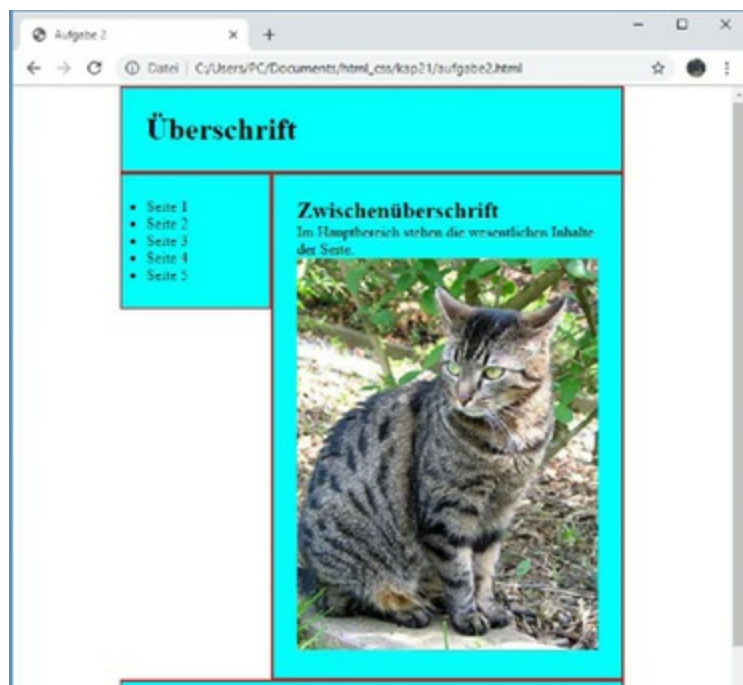 Aufgabe 2
Datei | C:/Users/PC/Documents/html_css/kap21/aufgabe2.html
Überschrift
Seite 1
Seite 2
Seite 3
Seite 4
Seite 5
Zwischenüberschrift
Im Hauptbereich stehen die wesentlichen Inhalte
der Seite.